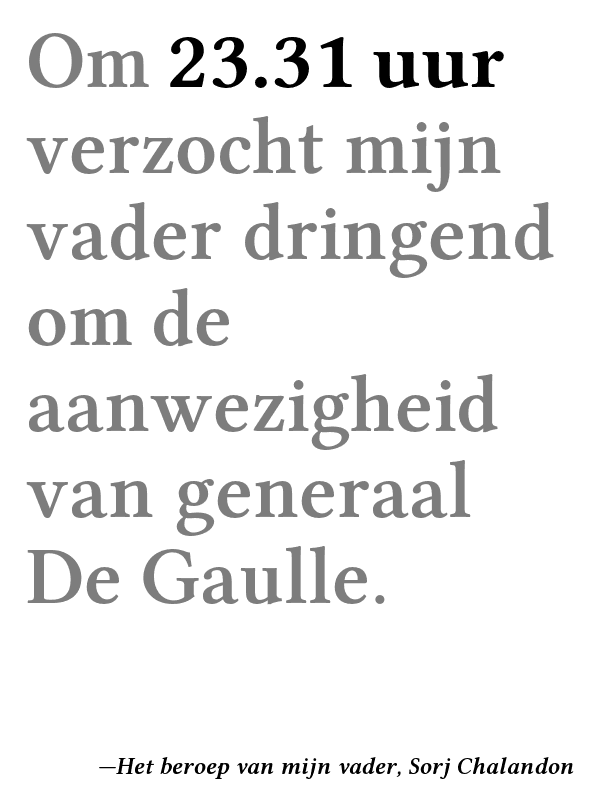 Om 23.31 uur
verzocht mijn
vader dringend
om de
aanwezigheid
van generaal
De Gaulle.
—Het beroep van mijn vader, Sorj Chalandon